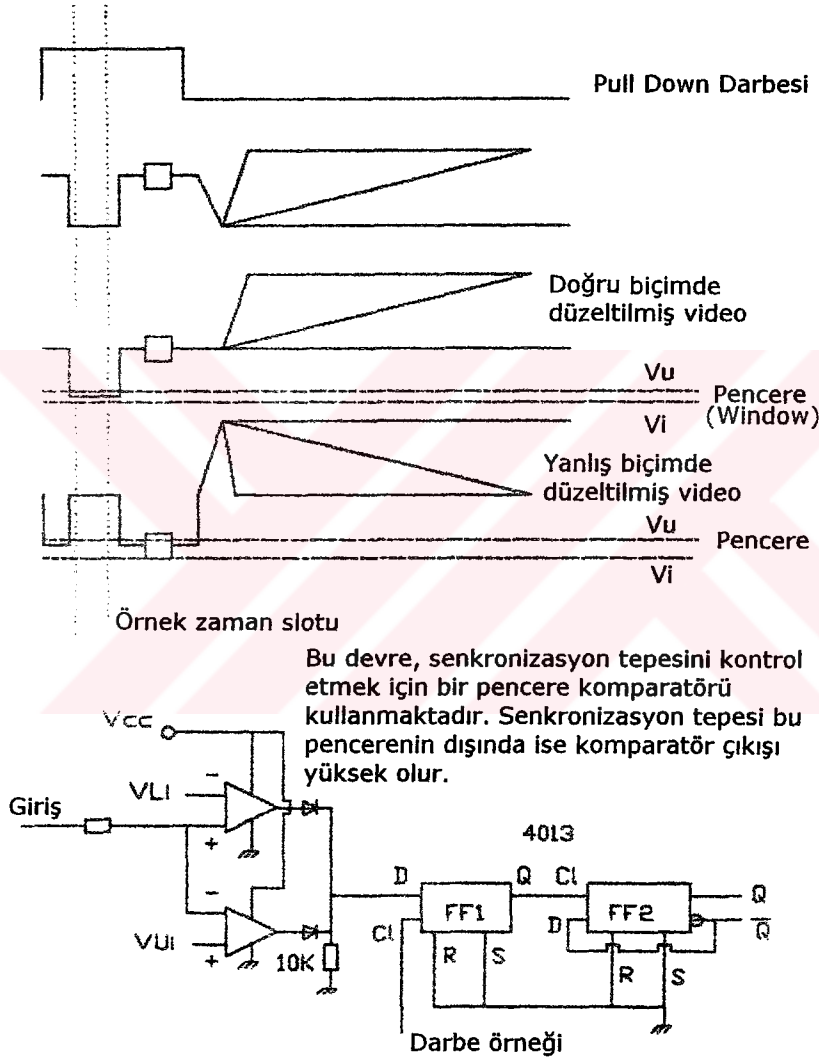 Pull Down Darbesi
Doğru biçimde
düzeltilmiş video
Vu
Pencere
(Window)
Vi
Yanlış biçimde
düzeltilmiş video
Vu
Pencere
Vi
Örnek zaman slotu
Bu devre, senkronizasyon tepesini kontrol
etmek için bir pencere komparatörü
kullanmaktadır. Senkronizasyon tepesi bu
pencerenin dışında ise komparatör çıkışı
yüksek olur.
Vcc
VLI
-
Giriş
+
-
VUI
+
10K
4013
D
Q
Cl
FF1
FF2
Q
Cl
D
Q
R
S
R
S
Darbe örneği